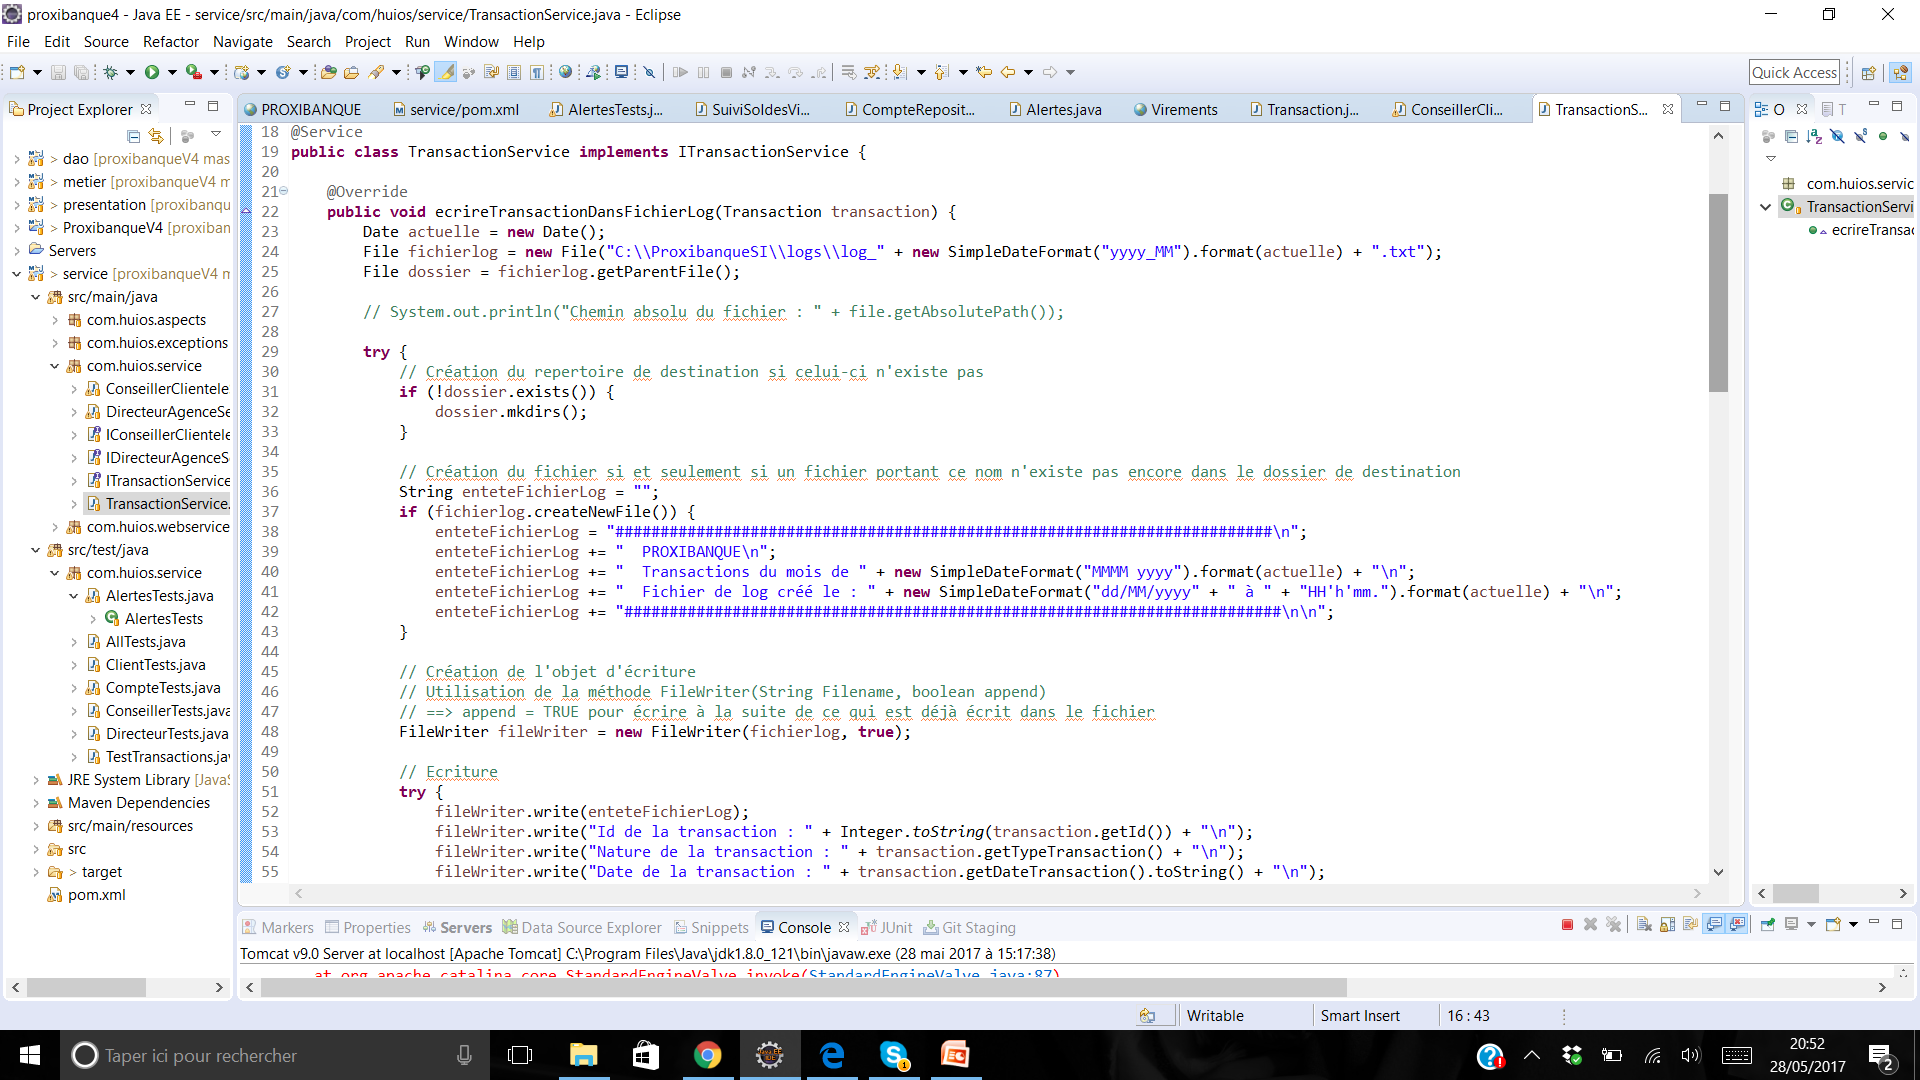 proxibanque4 - Java EE - service/src/main/java/com/huios/service/TransactionService.java - Eclipse
File Edit Source Refactor Navigate Search Project Run Window Help
Quick Access
Project Explorer
PROXIBANQUE service/pom.xml AlertesTests.j... SuiviSoldesVi... CompteReposit... Alertes.java Virements Transaction.j... ConseillerCli... TransactionS...
O T
> dao [proxibanqueV4 mas
> metier [proxibanqueV4 m
> presentation [proxibanqu
> ProxibanqueV4 [proxiban
Servers
> service [proxibanqueV4 m
src/main/java
com.huios.aspects
com.huios.exceptions
com.huios.service
ConseillerClientele
DirecteurAgenceSe
IConseillerClientele
IDirecteurAgenceS
ITransactionService
TransactionService.
com.huios.webservice
src/test/java
com.huios.service
AlertesTests.java
AlertesTests
AllTests.java
ClientTests.java
CompteTests.java
ConseillerTests.java
DirecteurTests.java
TestTransactions.jav
JRE System Library [JavaS
Maven Dependencies
src/main/resources
src
> target
pom.xml
18 @Service
19 public class TransactionService implements ITransactionService {
20
21 @Override
22 public void ecrireTransactionDansFichierLog(Transaction transaction) {
23 Date actuelle = new Date();
24 File fichierlog = new File("C:\\ProxibanqueSI\\logs\\log_" + new SimpleDateFormat("yyyy_MM").format(actuelle) + ".txt");
25 File dossier = fichierlog.getParentFile();
26
27 // System.out.println("Chemin absolu du fichier : " + file.getAbsolutePath());
28
29 try {
30 // Création du repertoire de destination si celui-ci n'existe pas
31 if (!dossier.exists()) {
32 dossier.mkdirs();
33 }
34
35 // Création du fichier si et seulement si un fichier portant ce nom n'existe pas encore dans le dossier de destination
36 String enteteFichierLog = "";
37 if (fichierlog.createNewFile()) {
38 enteteFichierLog = "#########################################################################\n";
39 enteteFichierLog += "  PROXIBANQUE\n";
40 enteteFichierLog += "  Transactions du mois de " + new SimpleDateFormat("MMMM yyyy").format(actuelle) + "\n";
41 enteteFichierLog += "  Fichier de log créé le : " + new SimpleDateFormat("dd/MM/yyyy" + " à " + "HH'h'mm.").format(actuelle) + "\n";
42 enteteFichierLog += "#########################################################################\n\n";
43 }
44
45 // Création de l'objet d'écriture
46 // Utilisation de la méthode FileWriter(String Filename, boolean append)
47 // ==> append = TRUE pour écrire à la suite de ce qui est déjà écrit dans le fichier
48 FileWriter fileWriter = new FileWriter(fichierlog, true);
49
50 // Ecriture
51 try {
52 fileWriter.write(enteteFichierLog);
53 fileWriter.write("Id de la transaction : " + Integer.toString(transaction.getId()) + "\n");
54 fileWriter.write("Nature de la transaction : " + transaction.getTypeTransaction() + "\n");
55 fileWriter.write("Date de la transaction : " + transaction.getDateTransaction().toString() + "\n");
com.huios.servic
TransactionServi
ecrireTransac
Markers Properties Servers Data Source Explorer Snippets Console JUnit Git Staging
Tomcat v9.0 Server at localhost [Apache Tomcat] C:\Program Files\Java\jdk1.8.0_121\bin\javaw.exe (28 mai 2017 à 15:17:38)
at org.apache.catalina.core.StandardEngineValve.invoke(StandardEngineValve.java:87)
Writable Smart Insert 16 : 43
Taper ici pour rechercher
20:52
28/05/2017
2